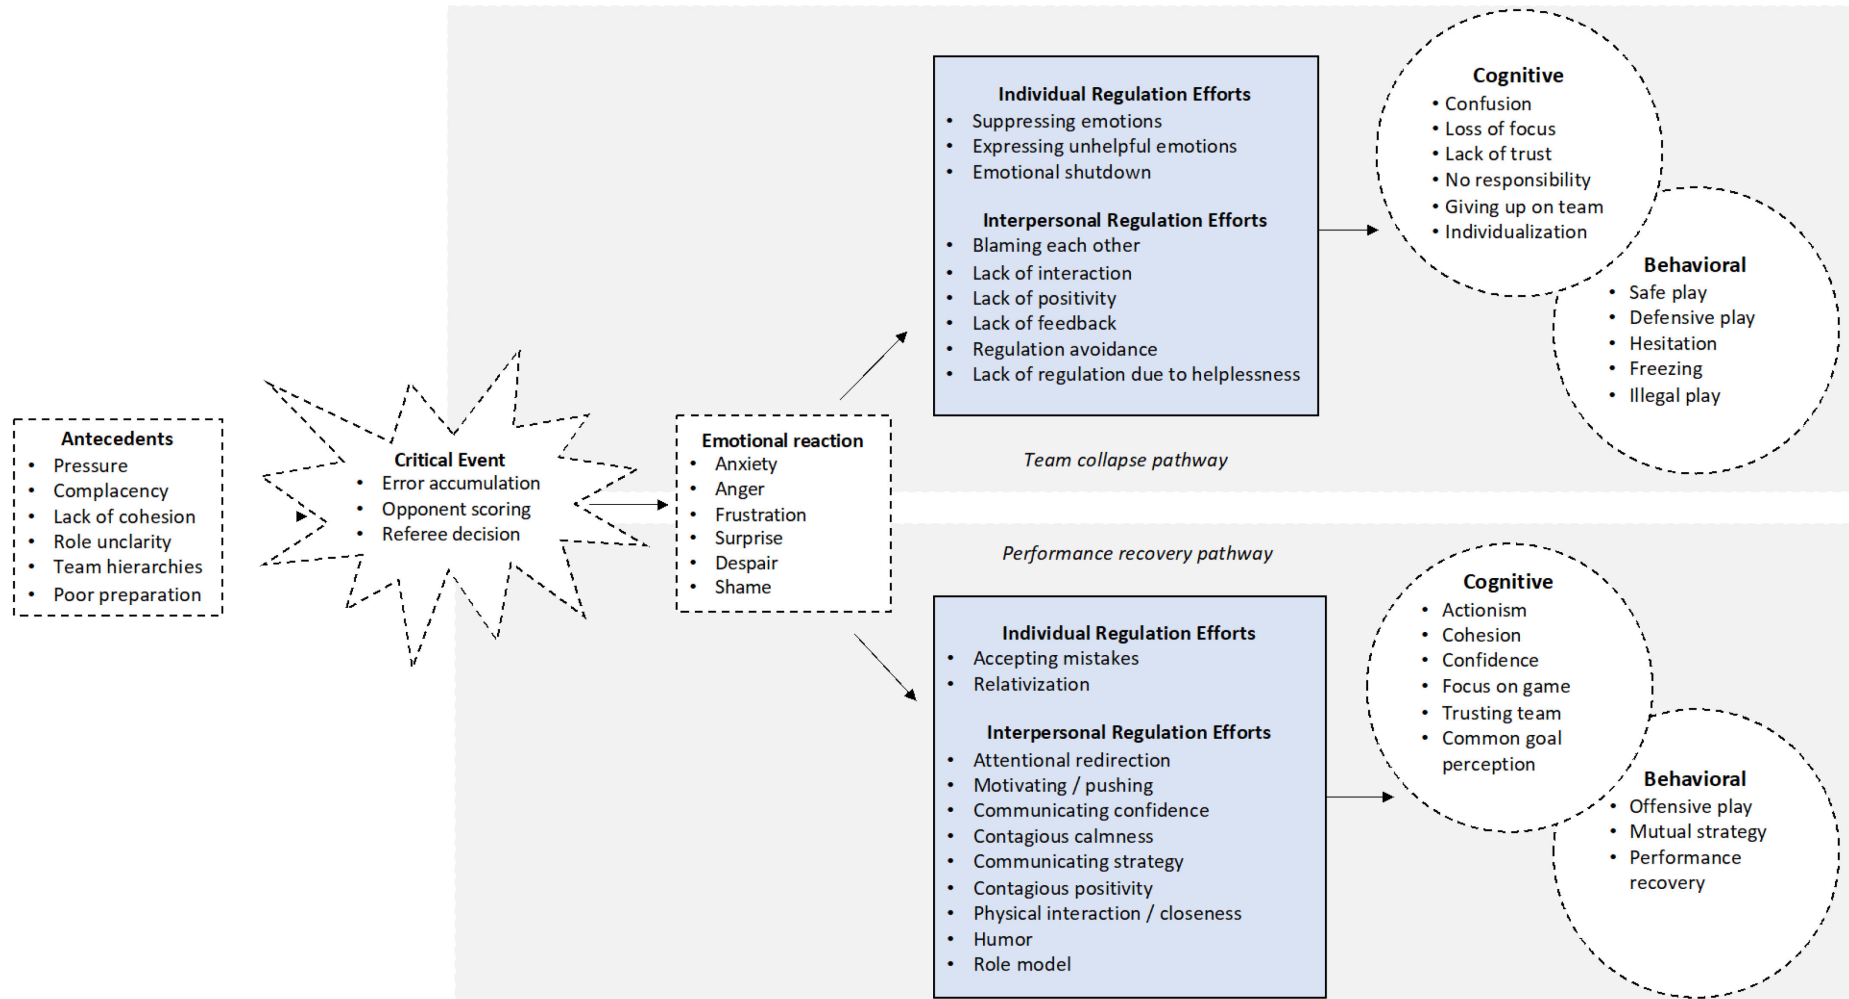 Antecedents
• Pressure
• Complacency
• Lack of cohesion
• Role unclarity
• Team hierarchies
• Poor preparation
Critical Event
• Error accumulation
• Opponent scoring
• Referee decision
Emotional reaction
• Anxiety
• Anger
• Frustration
• Surprise
• Despair
• Shame
Individual Regulation Efforts
• Suppressing emotions
• Expressing unhelpful emotions
• Emotional shutdown
Interpersonal Regulation Efforts
• Blaming each other
• Lack of interaction
• Lack of positivity
• Lack of feedback
• Regulation avoidance
• Lack of regulation due to helplessness
Team collapse pathway
Cognitive
• Confusion
• Loss of focus
• Lack of trust
• No responsibility
• Giving up on team
• Individualization
Behavioral
• Safe play
• Defensive play
• Hesitation
• Freezing
• Illegal play
Performance recovery pathway
Individual Regulation Efforts
• Accepting mistakes
• Relativization
Interpersonal Regulation Efforts
• Attentional redirection
• Motivating / pushing
• Communicating confidence
• Contagious calmness
• Communicating strategy
• Contagious positivity
• Physical interaction / closeness
• Humor
• Role model
Cognitive
• Actionism
• Cohesion
• Confidence
• Focus on game
• Trusting team
• Common goal
perception
Behavioral
• Offensive play
• Mutual strategy
• Performance
recovery